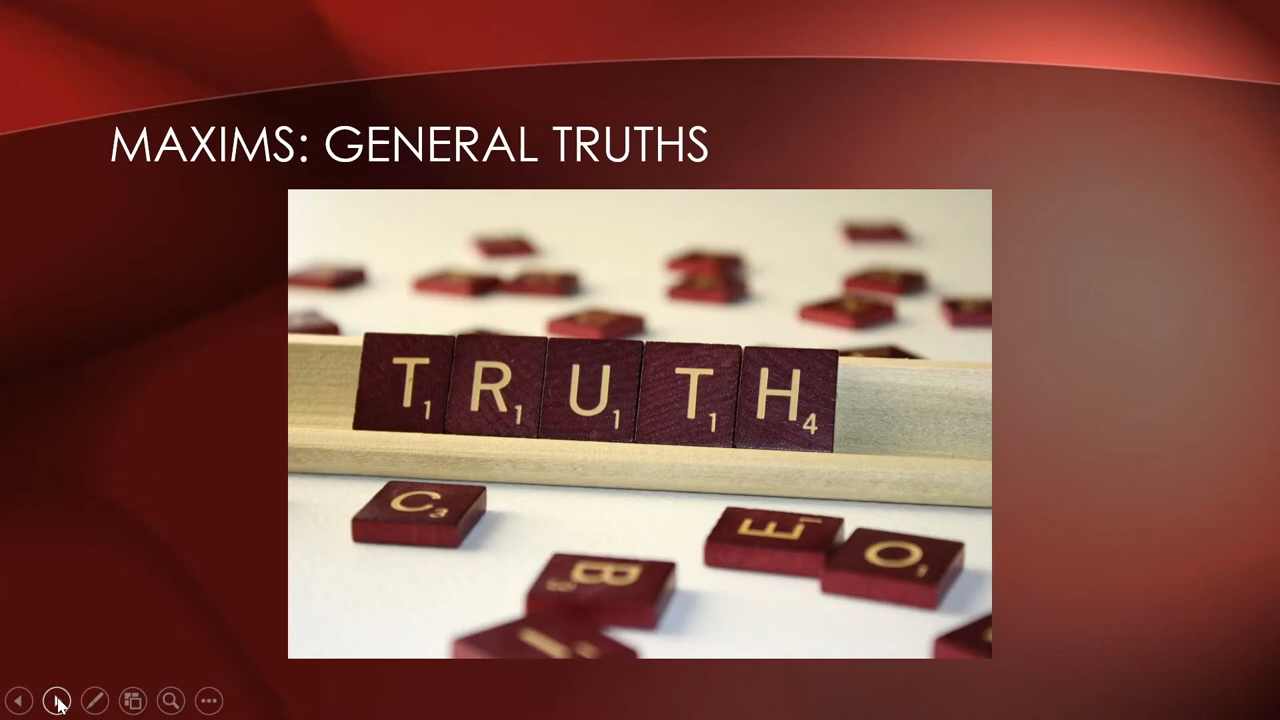 MAXIMS: GENERAL TRUTHS
T1 R1 U1 T1 H4
C3
E1 O1
B3